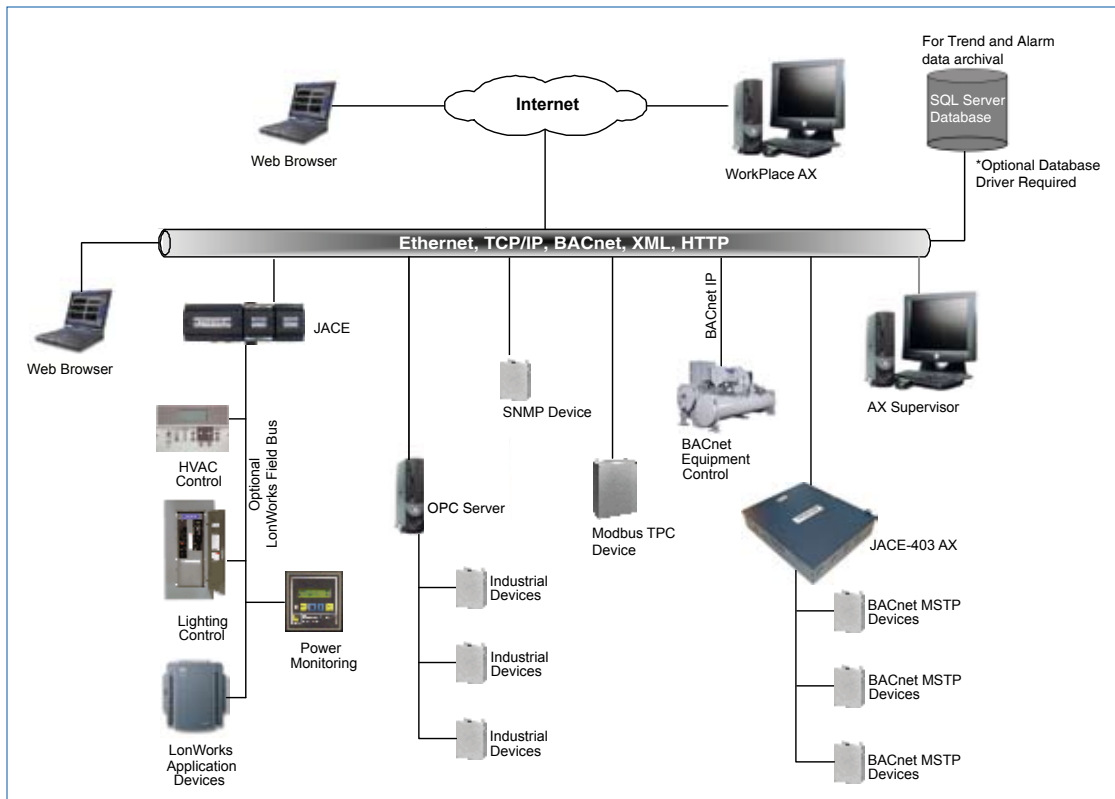 For Trend and Alarm
data archival
SQL Server
Database
*Optional Database
Driver Required
Internet
Web Browser
WorkPlace AX
Ethernet, TCP/IP, BACnet, XML, HTTP
Web Browser
JACE
BACnet IP
SNMP Device
AX Supervisor
HVAC
Control
Optional
LonWorks Field Bus
BACnet
Equipment
Control
OPC Server
Modbus TPC
Device
JACE-403 AX
Lighting
Control
Power
Monitoring
Industrial
Devices
Industrial
Devices
Industrial
Devices
BACnet MSTP
Devices
BACnet MSTP
Devices
BACnet MSTP
Devices
LonWorks
Application
Devices